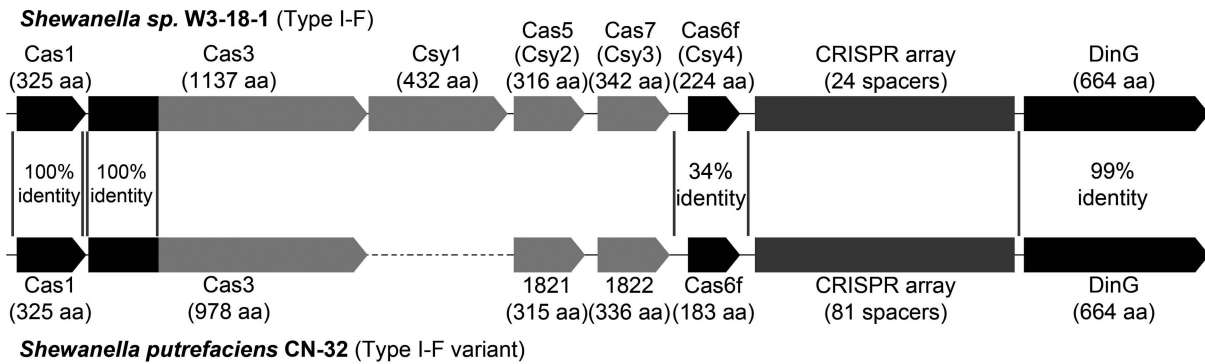 Shewanella sp. W3-18-1 (Type I-F)
Cas1
(325 aa)
Cas3
(1137 aa)
Csy1
(432 aa)
Cas5
(Csy2)
(316 aa)
Cas7
(Csy3)
(342 aa)
Cas6f
(Csy4)
(224 aa)
CRISPR array
(24 spacers)
DinG
(664 aa)
100%
identity
100%
identity
34%
identity
99%
identity
Cas1
(325 aa)
Cas3
(978 aa)
1821
(315 aa)
1822
(336 aa)
Cas6f
(183 aa)
CRISPR array
(81 spacers)
DinG
(664 aa)
Shewanella putrefaciens CN-32 (Type I-F variant)